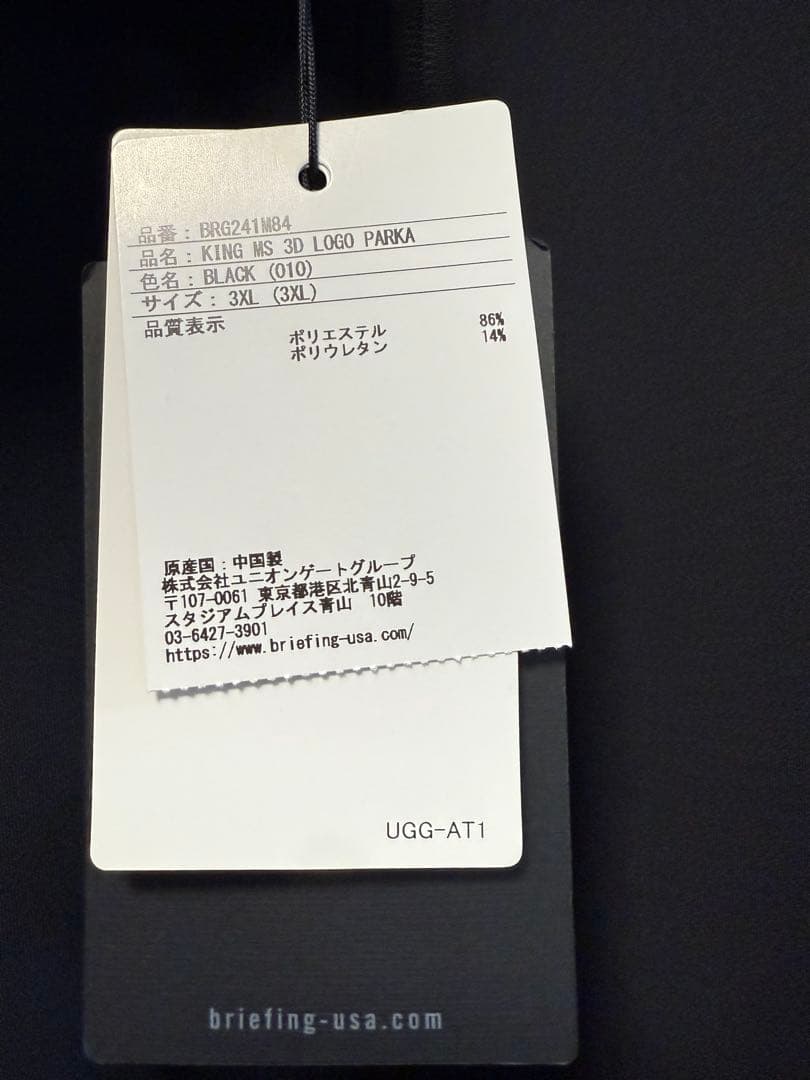 品番：BRG241M84
品名：KING MS 3D LOGO PARKA
色名：BLACK (010)
サイズ：3XL (3XL)
品質表示
ポリエステル 86%
ポリウレタン 14%
原産国：中国製
株式会社ユニオンゲートグループ
〒107-0061 東京都港区北青山2-9-5
スタジアムプレイス青山 10階
03-6427-3901
https://www.briefing-usa.com/
UGG-AT1
briefing-usa.com